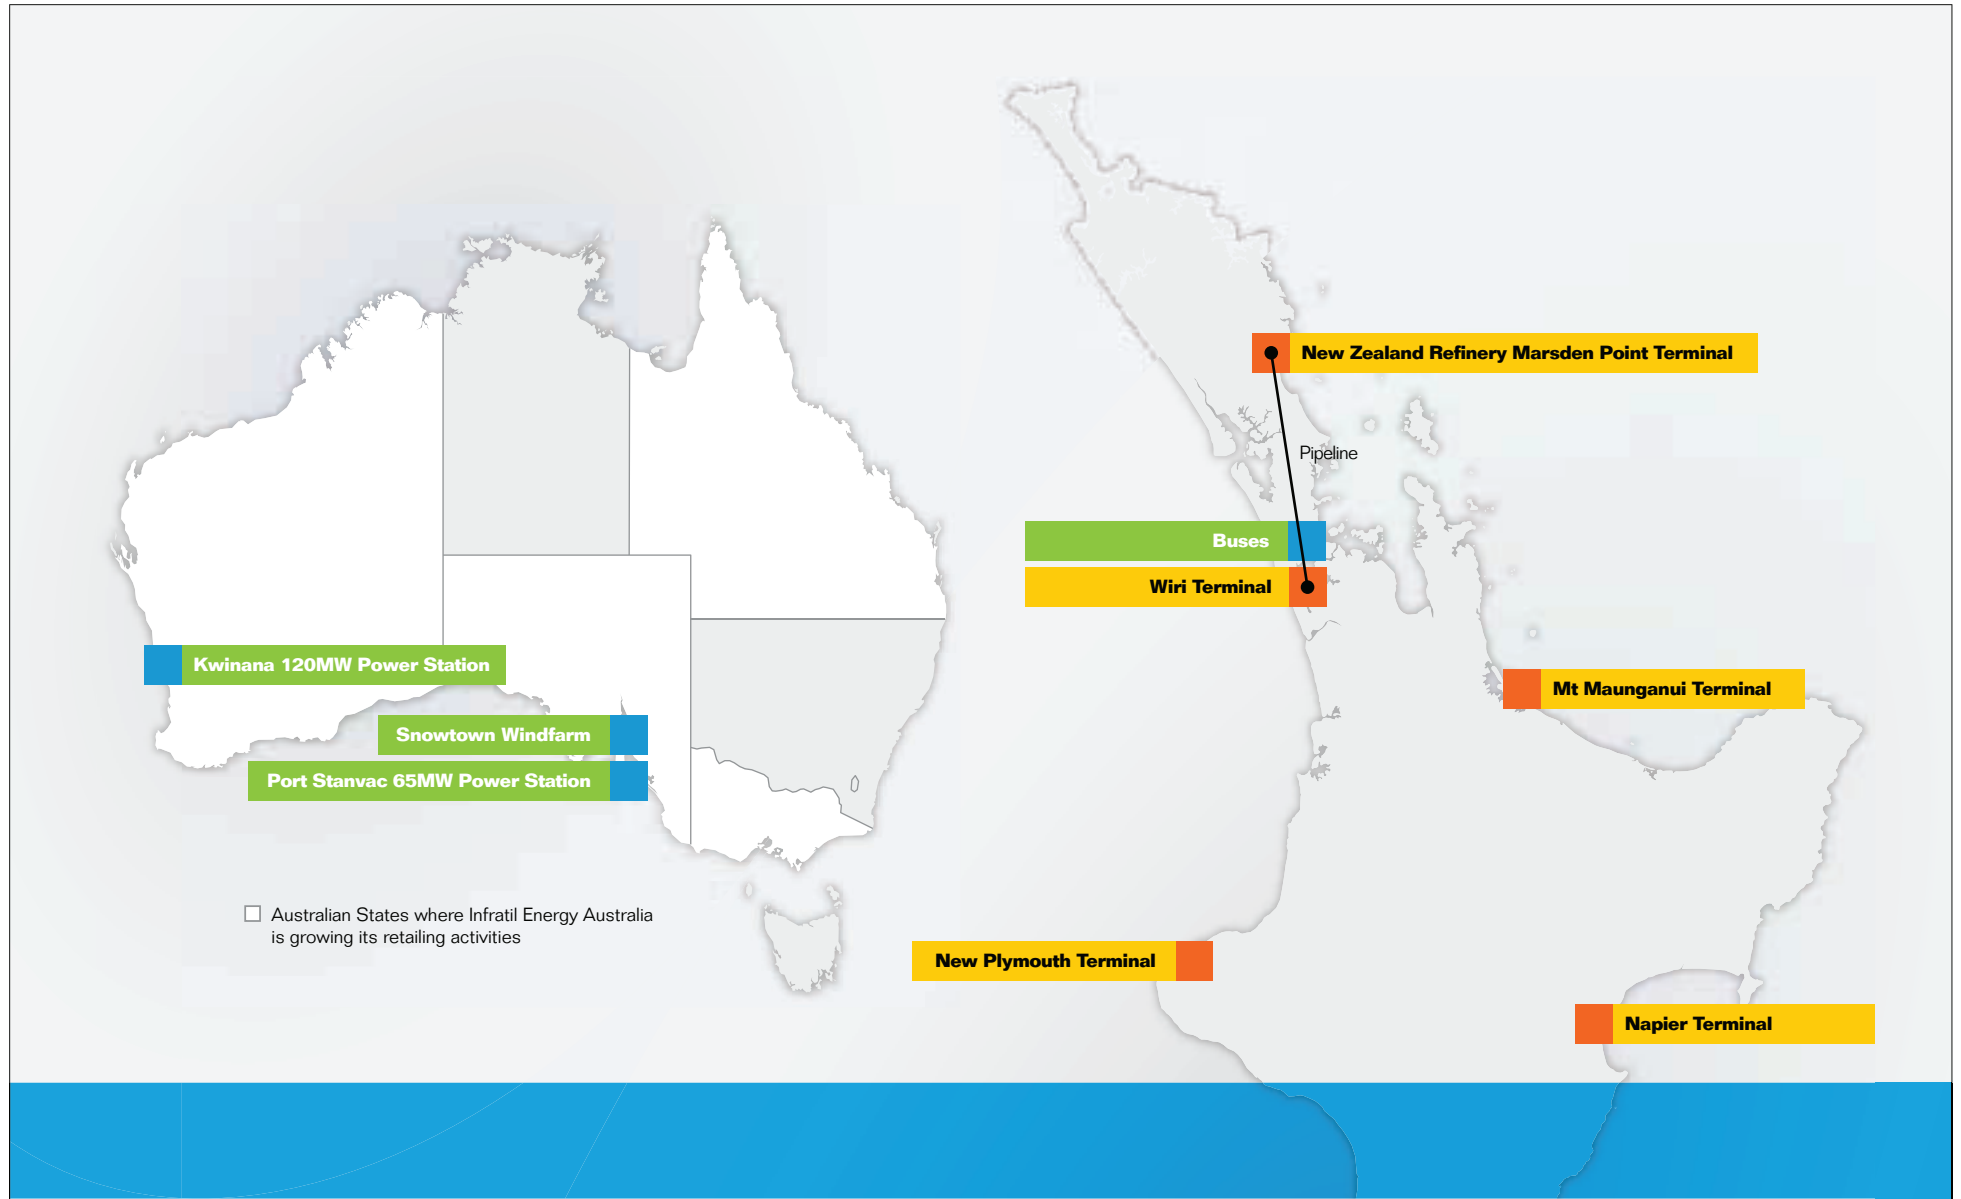 New Zealand Refinery Marsden Point Terminal
Pipeline
Buses
Wiri Terminal
Kwinana 120MW Power Station
Mt Maunganui Terminal
Snowtown Windfarm
Port Stanvac 65MW Power Station
Australian States where Infratil Energy Australia
is growing its retailing activities
New Plymouth Terminal
Napier Terminal